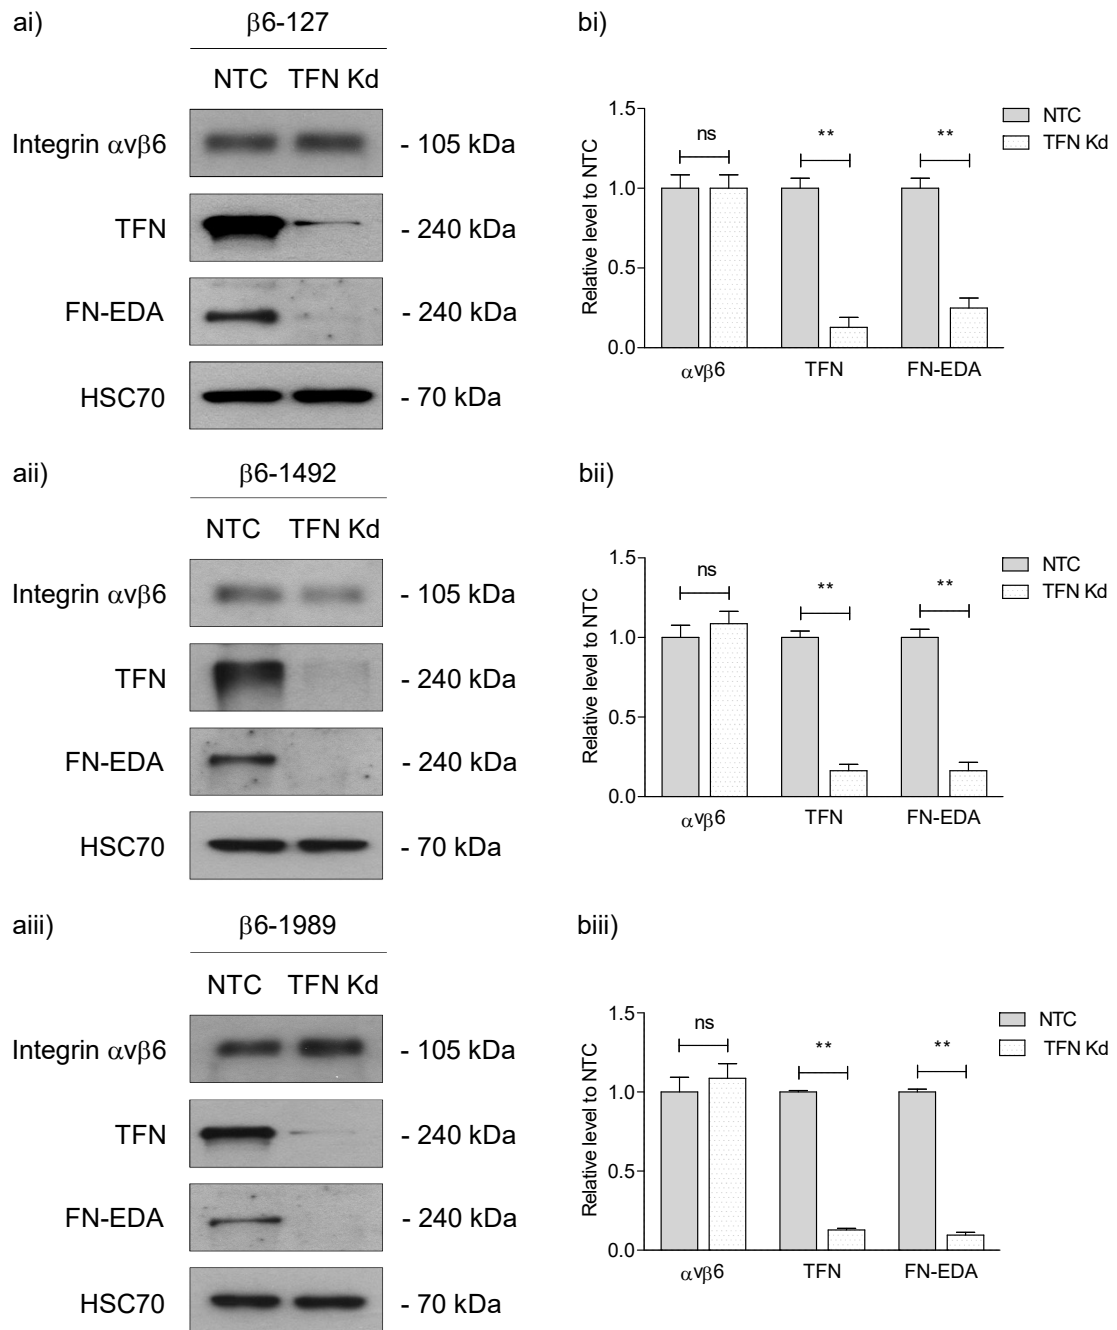 ai)
β6-127
NTC TFN Kd
Integrin αvβ6 - 105 kDa
TFN - 240 kDa
FN-EDA - 240 kDa
HSC70 - 70 kDa
bi)
Relative level to NTC
1.5
1.0
0.5
0.0
ns
**
**
αvβ6 TFN FN-EDA
NTC
TFN Kd
aii)
β6-1492
NTC TFN Kd
Integrin αvβ6 - 105 kDa
TFN - 240 kDa
FN-EDA - 240 kDa
HSC70 - 70 kDa
bii)
Relative level to NTC
1.5
1.0
0.5
0.0
ns
**
**
αvβ6 TFN FN-EDA
NTC
TFN Kd
aiii)
β6-1989
NTC TFN Kd
Integrin αvβ6 - 105 kDa
TFN - 240 kDa
FN-EDA - 240 kDa
HSC70 - 70 kDa
biii)
Relative level to NTC
1.5
1.0
0.5
0.0
ns
**
**
αvβ6 TFN FN-EDA
NTC
TFN Kd